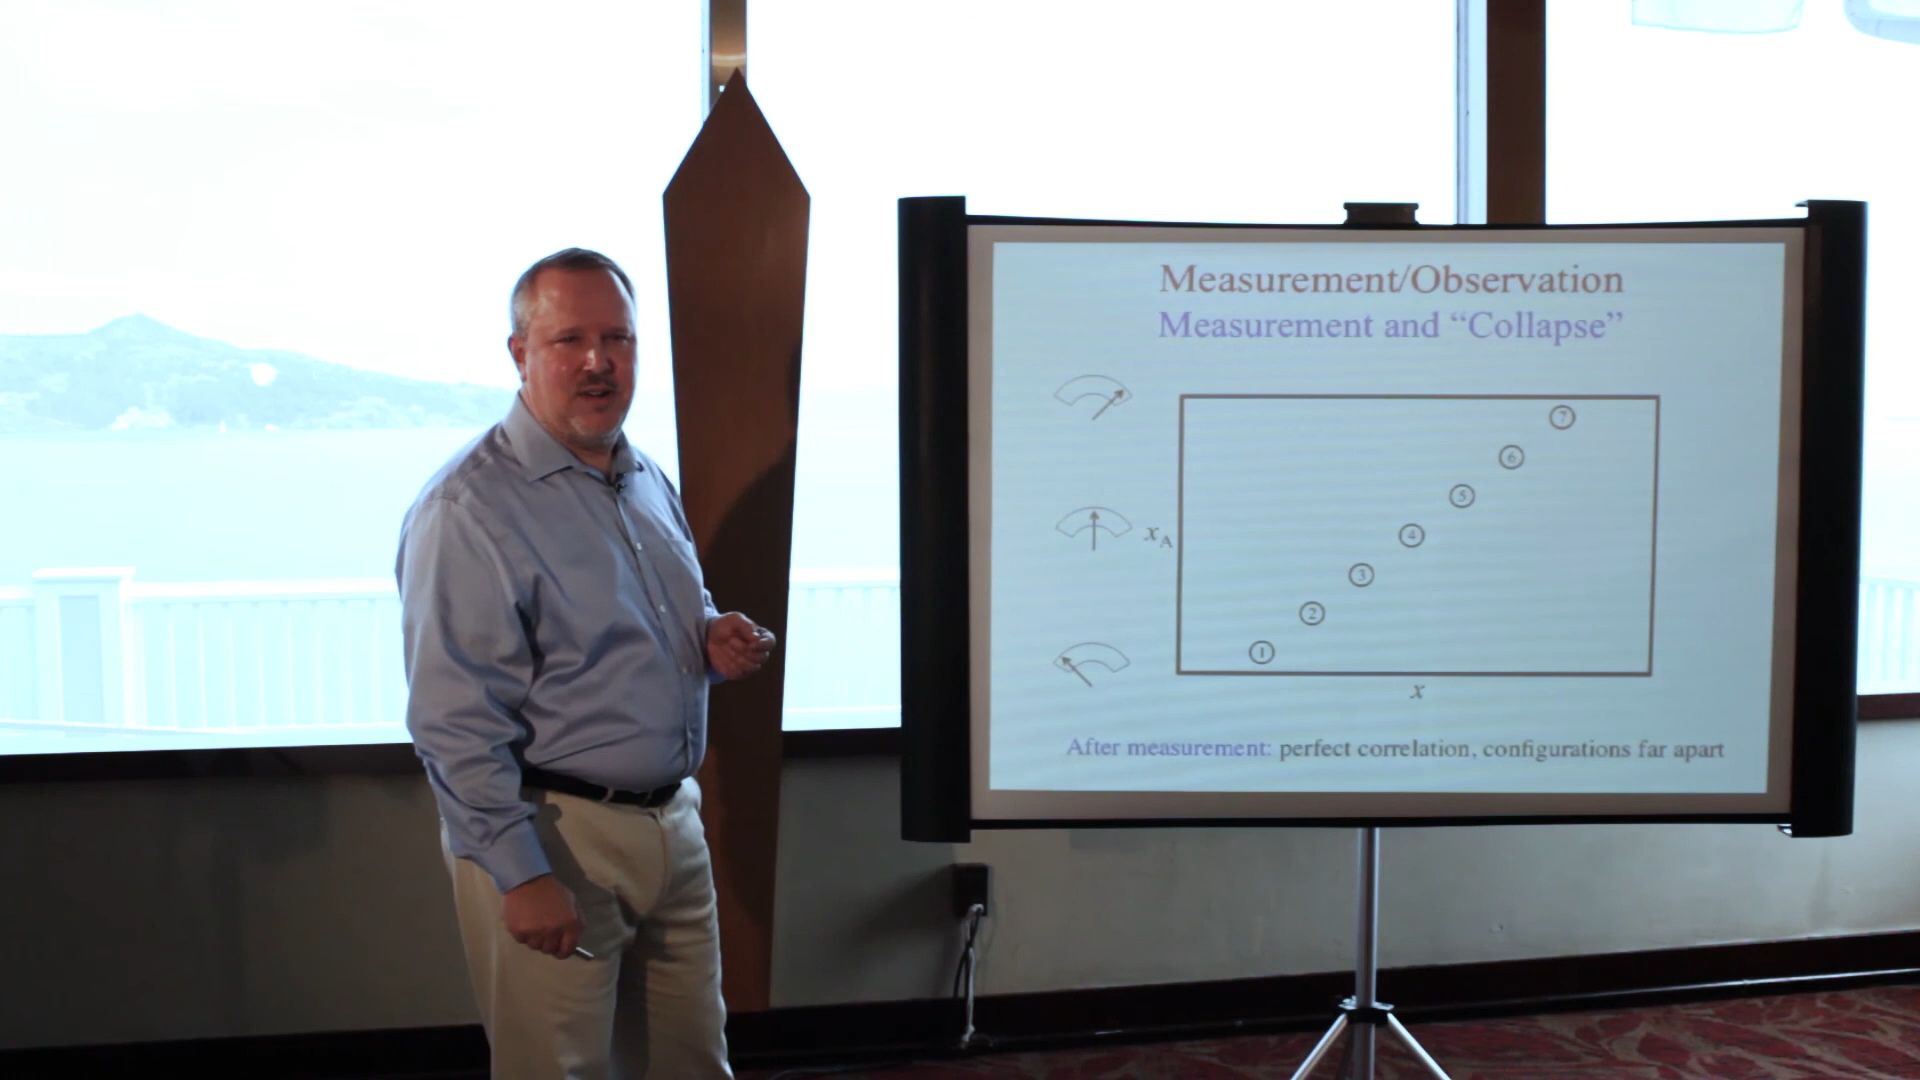 Measurement/Observation
Measurement and “Collapse”
7
6
5
x_A
4
3
2
1
x
After measurement: perfect correlation, configurations far apart